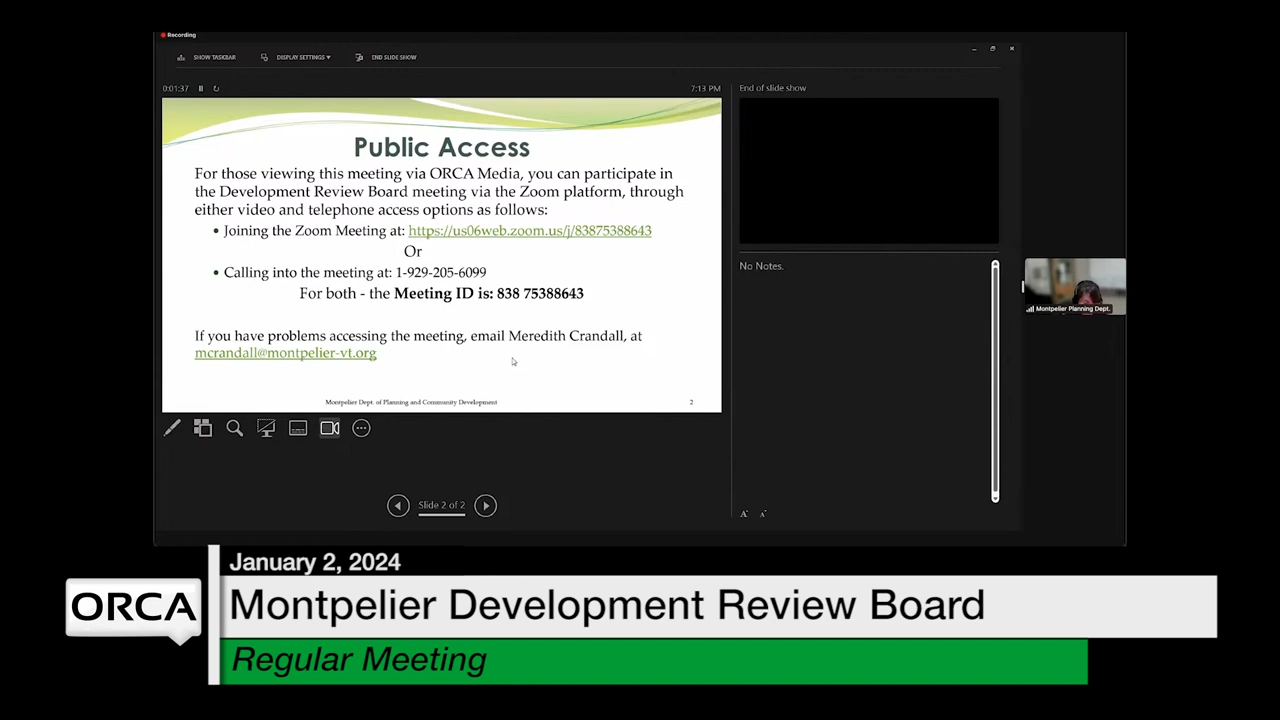 Recording
SHOW TASKBAR DISPLAY SETTINGS ▾ END SLIDE SHOW
0:01:37 7:13 PM
End of slide show
Public Access
For those viewing this meeting via ORCA Media, you can participate in
the Development Review Board meeting via the Zoom platform, through
either video and telephone access options as follows:
• Joining the Zoom Meeting at: https://us06web.zoom.us/j/83875388643
Or
• Calling into the meeting at: 1-929-205-6099
For both - the Meeting ID is: 838 75388643
If you have problems accessing the meeting, email Meredith Crandall, at
mcrandall@montpelier-vt.org
Montpelier Dept. of Planning and Community Development 2
No Notes.
Montpelier Planning Dept.
Slide 2 of 2
A A
January 2, 2024
ORCA
Montpelier Development Review Board
Regular Meeting